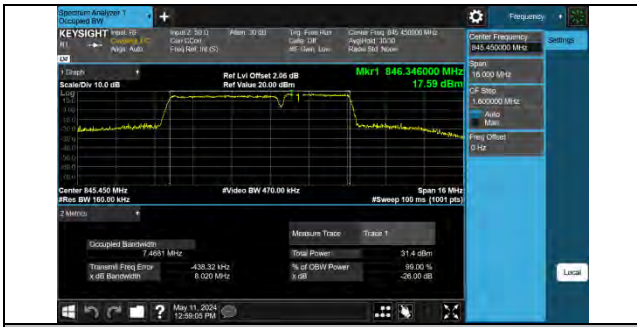 Spectrum Analyzer 1
Occupied BW
+
Frequency
KEYSIGHT Input: RF
Coupling: DC
Align: Auto
Input Z: 50 Ω
Corr CCorr
Freq Ref: Int (S)
Atten: 30 dB
Trig: Free Run
Gate: Off
#IF Gain: Low
Center Freq: 845.450000 MHz
Avg|Hold: 10/10
Radio Std: None
Center Frequency
845.450000 MHz
Settings
Span
16.000 MHz
CF Step
1.600000 MHz
Auto
Man
Freq Offset
0 Hz
1 Graph
Scale/Div 10.0 dB
Ref Lvl Offset 2.06 dB
Ref Value 20.00 dBm
Mkr1 846.346000 MHz
17.59 dBm
Log
Center 845.450 MHz
#Res BW 160.00 kHz
#Video BW 470.00 kHz
Span 16 MHz
#Sweep 100 ms (1001 pts)
2 Metrics
Measure Trace Trace 1
Occupied Bandwidth
7.4681 MHz
Total Power 31.4 dBm
Transmit Freq Error -438.32 kHz
% of OBW Power 99.00 %
x dB Bandwidth 8.020 MHz
x dB -26.00 dB
Local
May 11, 2024
12:59:05 PM